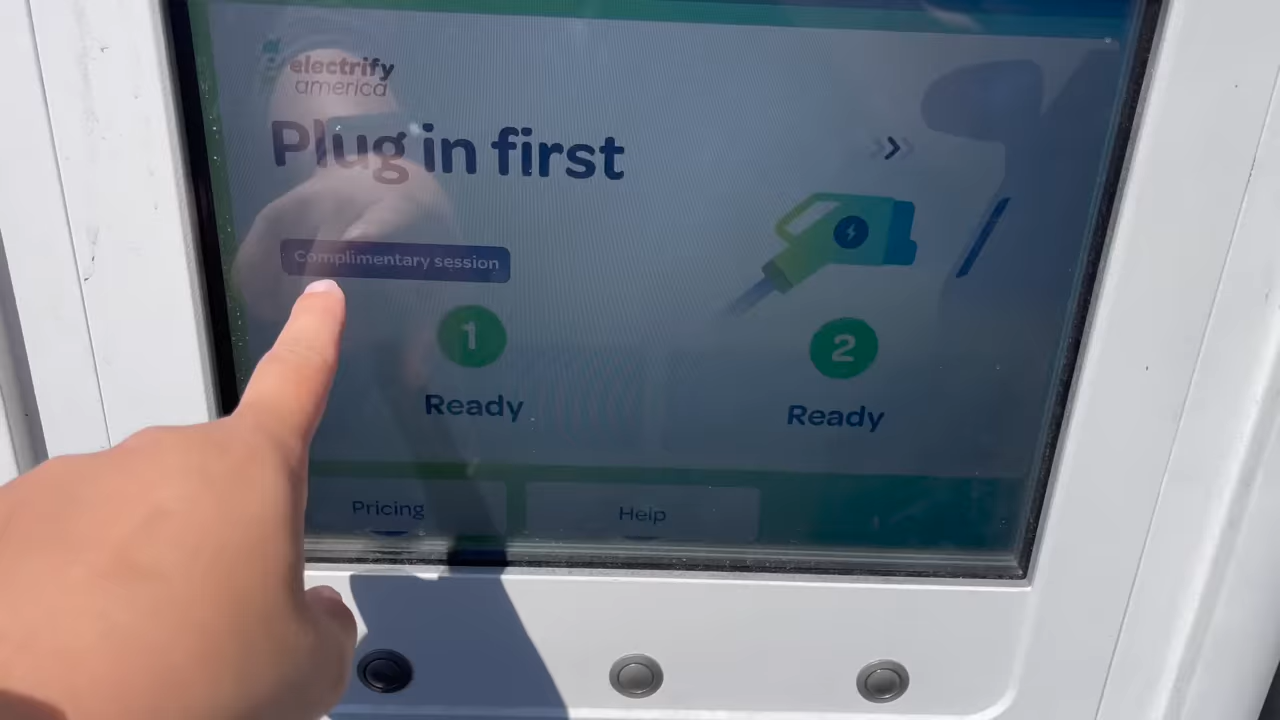 electrify
america
Plug in first
Complimentary session
1
2
Ready
Ready
Pricing
Help